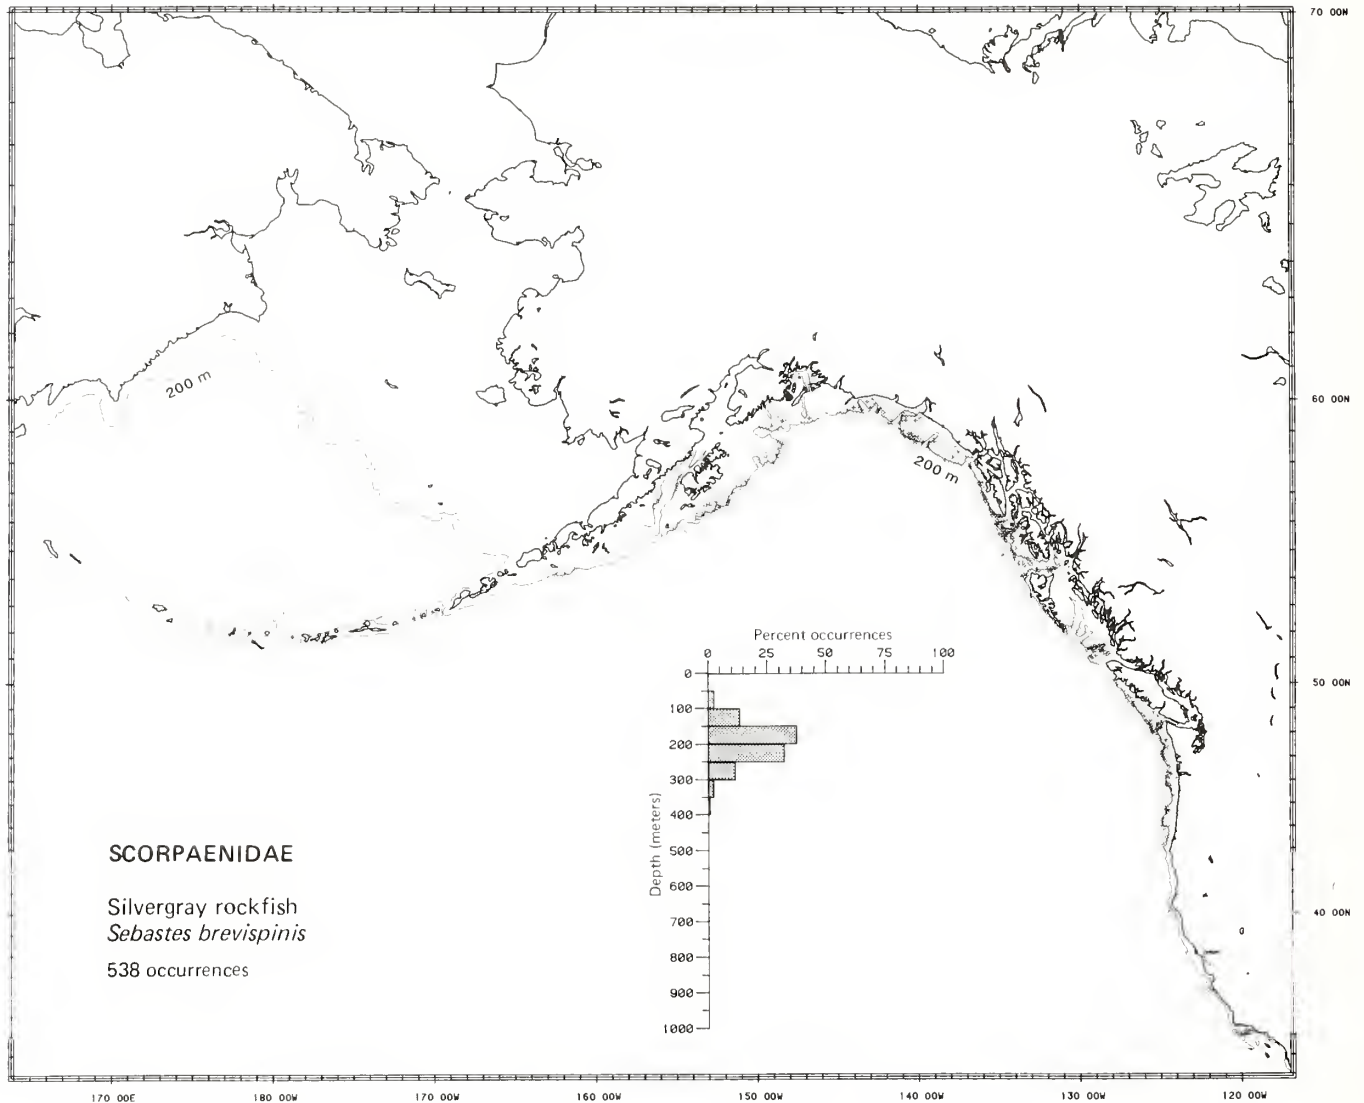 70 00N
200 m
60 00N
200 m
Percent occurrences
0 25 50 75 100
50 00N
0
100
200
300
400
500
600
700
800
900
1000
Depth (meters)
SCORPAENIDAE
Silvergray rockfish
Sebastes brevispinis
538 occurrences
40 00N
170 00E 180 00W 170 00W 160 00W 150 00W 140 00W 130 00W 120 00W